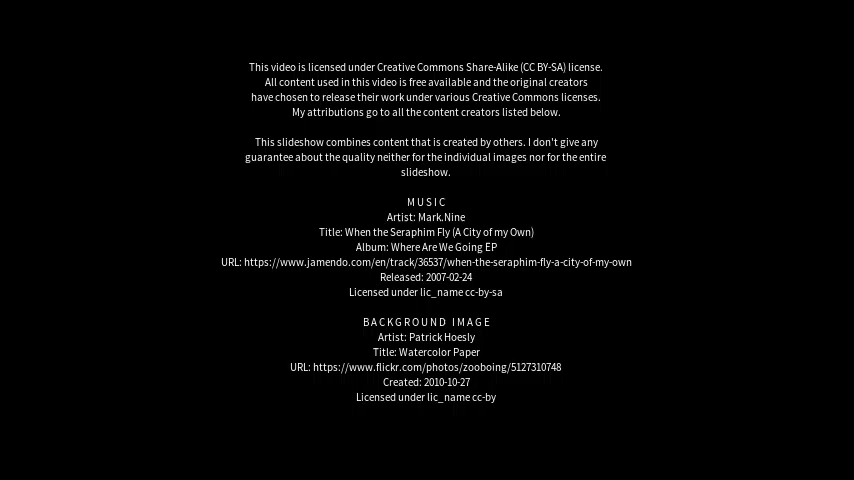 This video is licensed under Creative Commons Share-Alike (CC BY-SA) license.
All content used in this video is free available and the original creators
have chosen to release their work under various Creative Commons licenses.
My attributions go to all the content creators listed below.
This slideshow combines content that is created by others. I don't give any
guarantee about the quality neither for the individual images nor for the entire
slideshow.
MUSIC
Artist: Mark.Nine
Title: When the Seraphim Fly (A City of my Own)
Album: Where Are We Going EP
URL: https://www.jamendo.com/en/track/36537/when-the-seraphim-fly-a-city-of-my-own
Released: 2007-02-24
Licensed under lic_name cc-by-sa
BACKGROUND IMAGE
Artist: Patrick Hoesly
Title: Watercolor Paper
URL: https://www.flickr.com/photos/zooboing/5127310748
Created: 2010-10-27
Licensed under lic_name cc-by